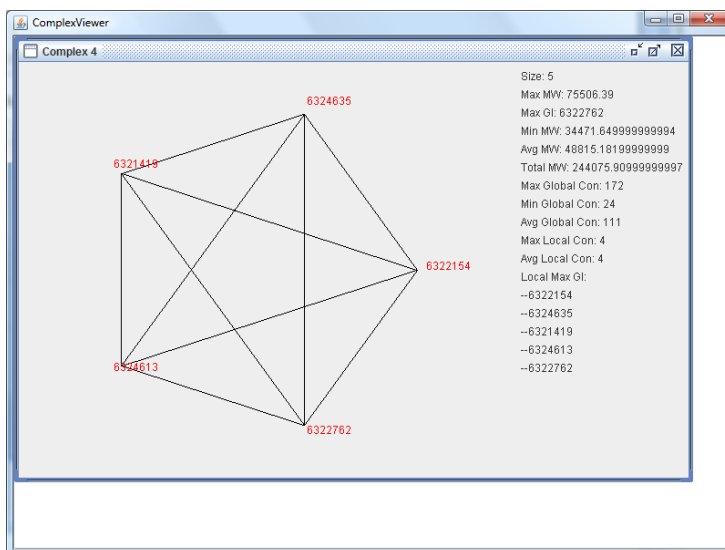 ComplexViewer
Complex 4
6324635
6321419
6322154
6324613
6322762
Size: 5
Max MW: 75506.39
Max GI: 6322762
Min MW: 34471.649999999994
Avg MW: 48815.18199999999
Total MW: 244075.90999999997
Max Global Con: 172
Min Global Con: 24
Avg Global Con: 111
Max Local Con: 4
Avg Local Con: 4
Local Max GI:
--6322154
--6324635
--6321419
--6324613
--6322762